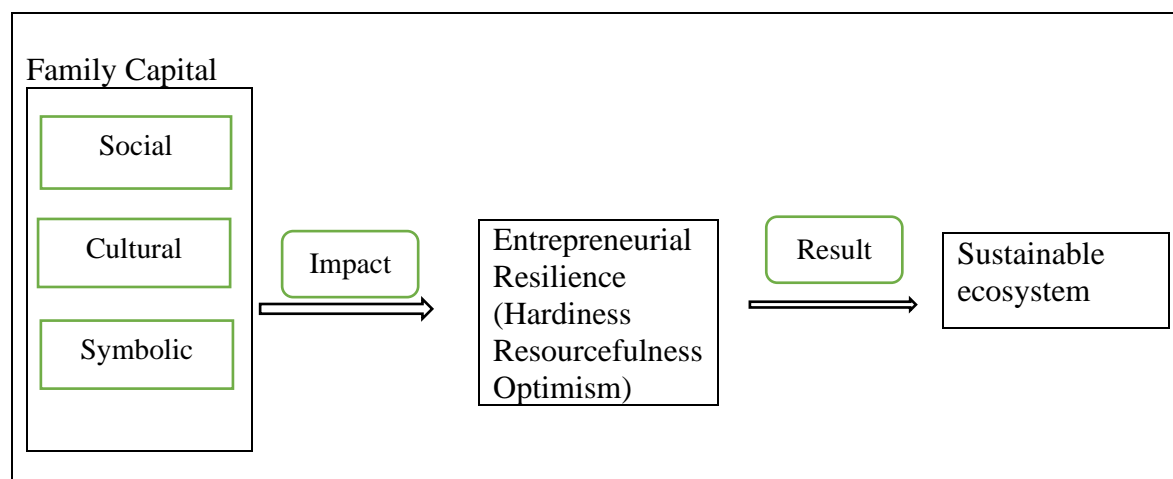 Family Capital
Social
Cultural
Symbolic
Impact
Entrepreneurial
Resilience
(Hardiness
Resourcefulness
Optimism)
Result
Sustainable
ecosystem